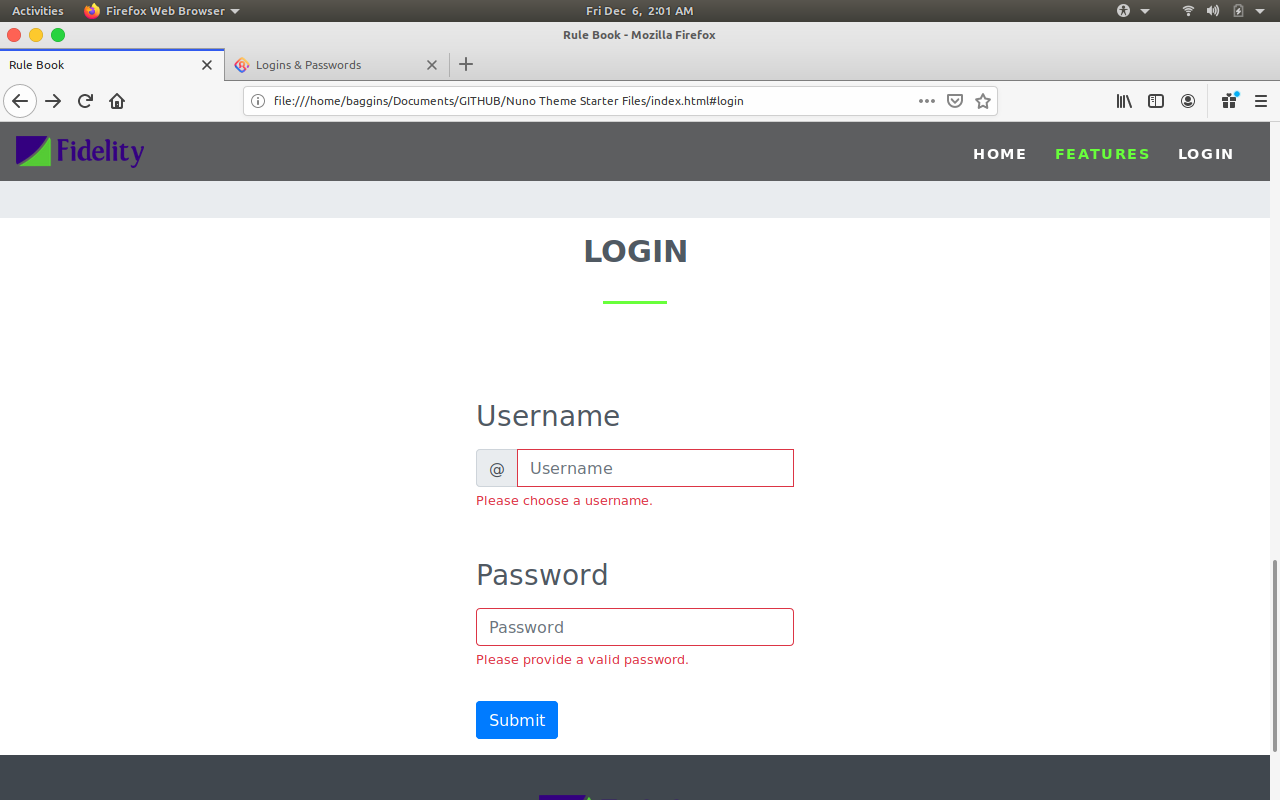 Activities Firefox Web Browser Fri Dec 6, 2:01 AM
Rule Book - Mozilla Firefox
Rule Book Logins & Passwords
file:///home/baggins/Documents/GITHUB/Nuno Theme Starter Files/index.html#login
Fidelity HOME FEATURES LOGIN
LOGIN
Username
@ Username
Please choose a username.
Password
Password
Please provide a valid password.
Submit